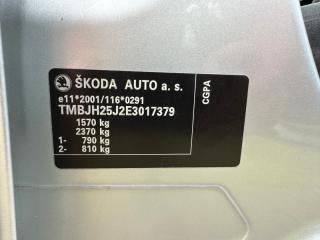 ŠKODA AUTO a. s.
e11*2001/116*0291
TMBJH25J2E3017379
1570 kg
2370 kg
1- 790 kg
2- 810 kg
CGPA